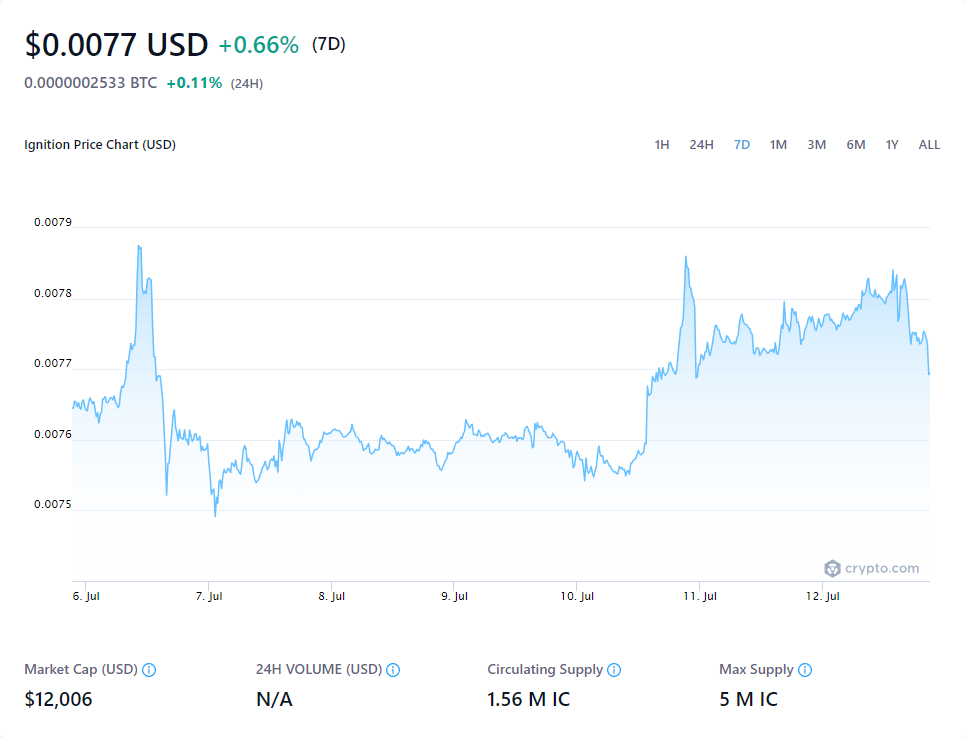 $0.0077 USD +0.66% (7D)
0.0000002533 BTC +0.11% (24H)
Ignition Price Chart (USD) 1H 24H 7D 1M 3M 6M 1Y ALL
0.0079
0.0078
0.0077
0.0076
0.0075
crypto.com
6. Jul 7. Jul 8. Jul 9. Jul 10. Jul 11. Jul 12. Jul
Market Cap (USD) 24H VOLUME (USD) Circulating Supply Max Supply
$12,006 N/A 1.56 M IC 5 M IC